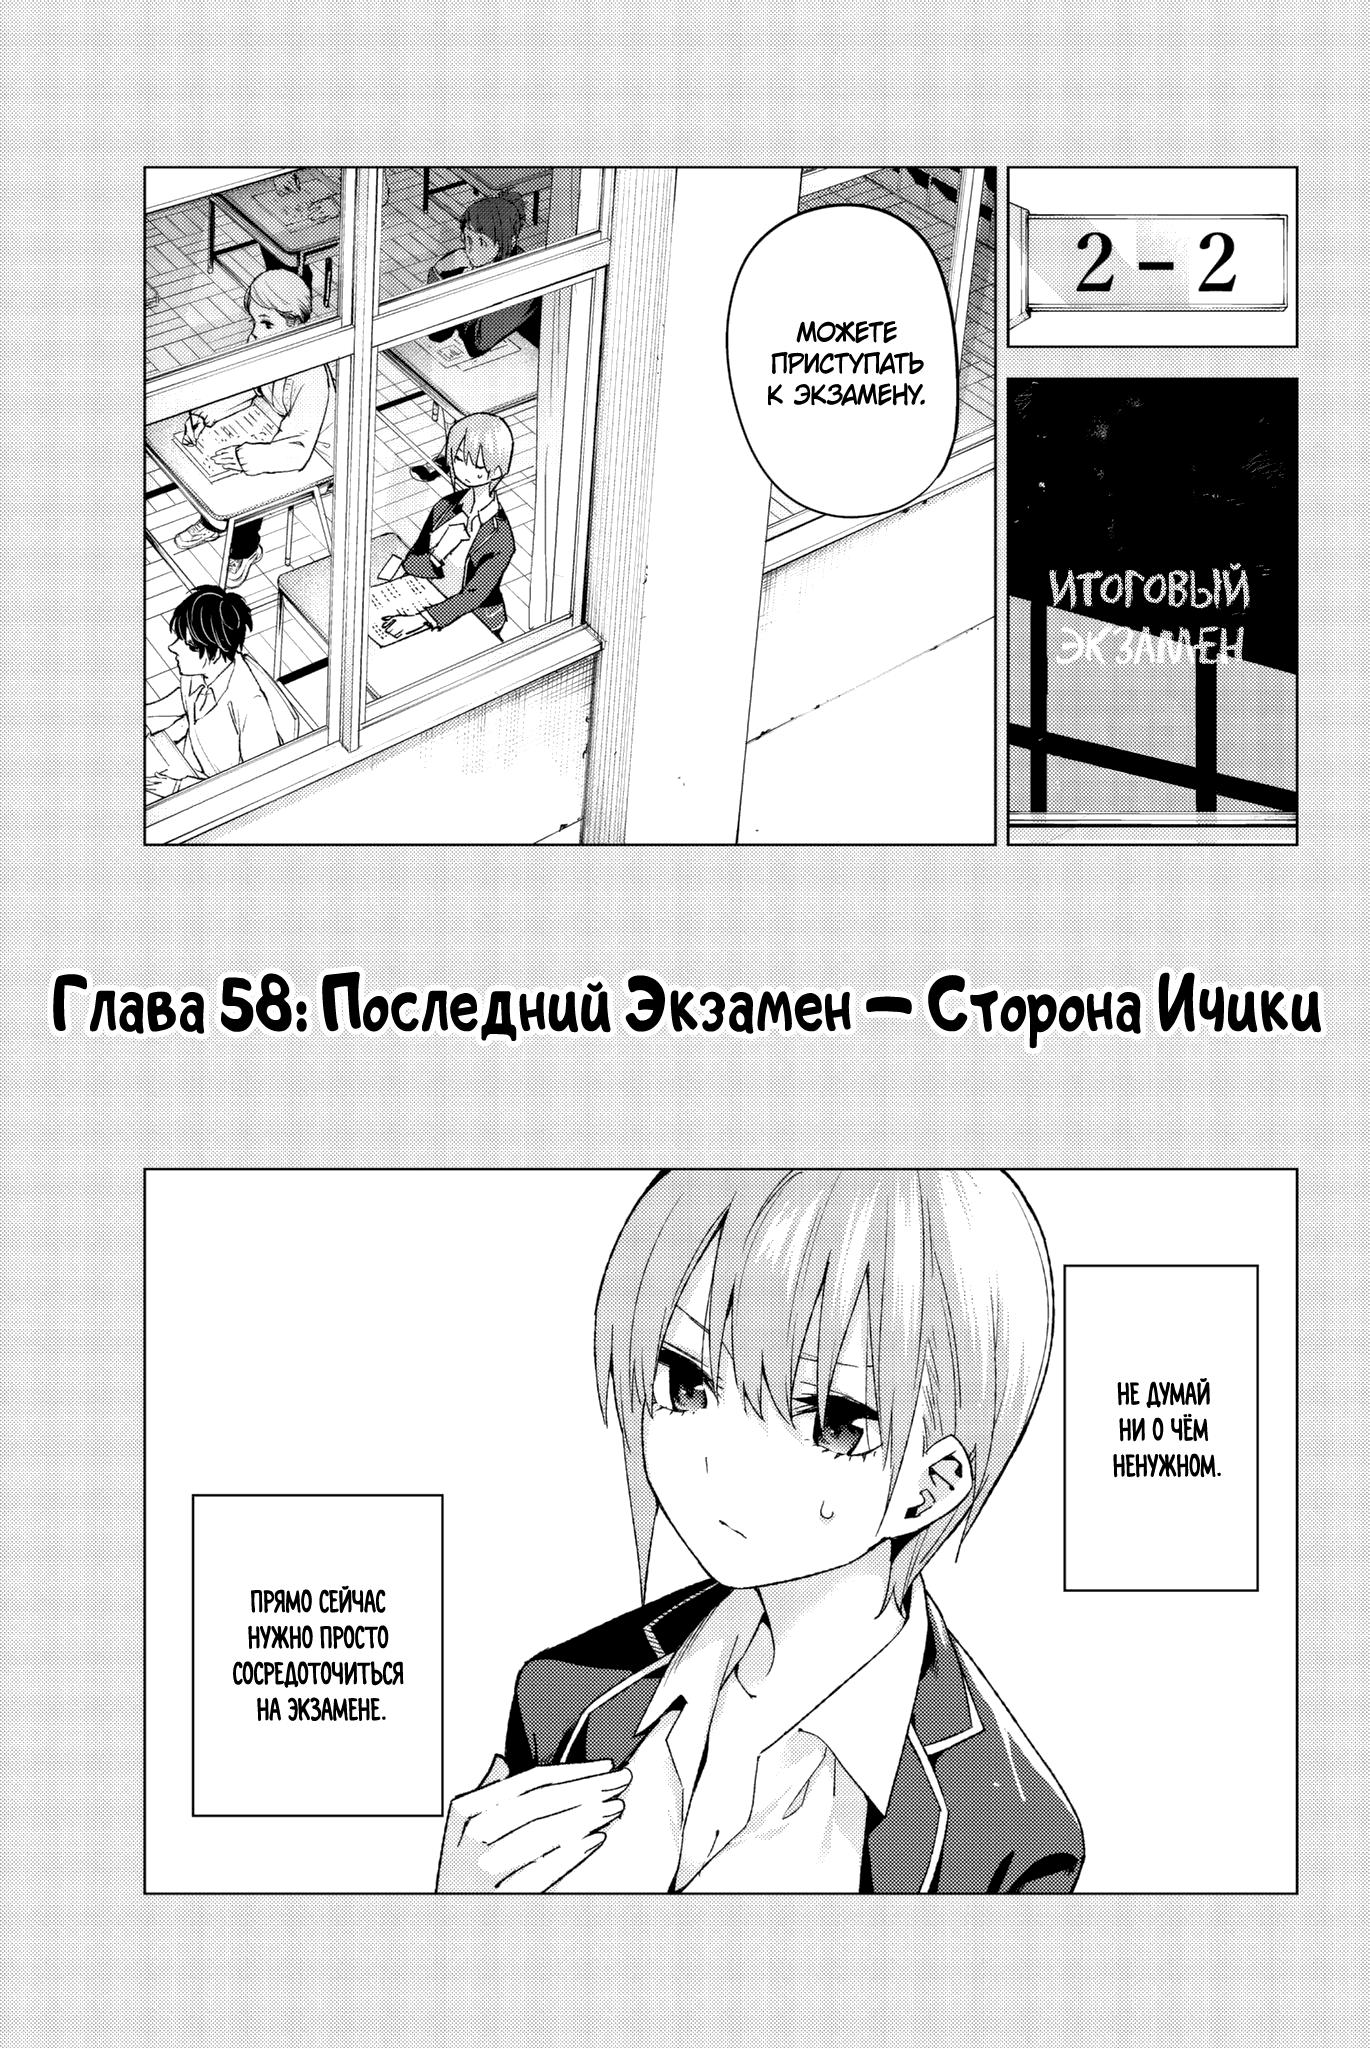 2-2
ИТОГОВЫЙ
ЭКЗАМЕН
МОЖЕТЕ
ПРИСТУПАТЬ
К ЭКЗАМЕНУ.
Глава 58: Последний Экзамен — Сторона Ичики
НЕ ДУМАЙ
НИ О ЧЁМ
НЕНУЖНОМ.
ПРЯМО СЕЙЧАС
НУЖНО ПРОСТО
СОСРЕДОТОЧИТЬСЯ
НА ЭКЗАМЕНЕ.